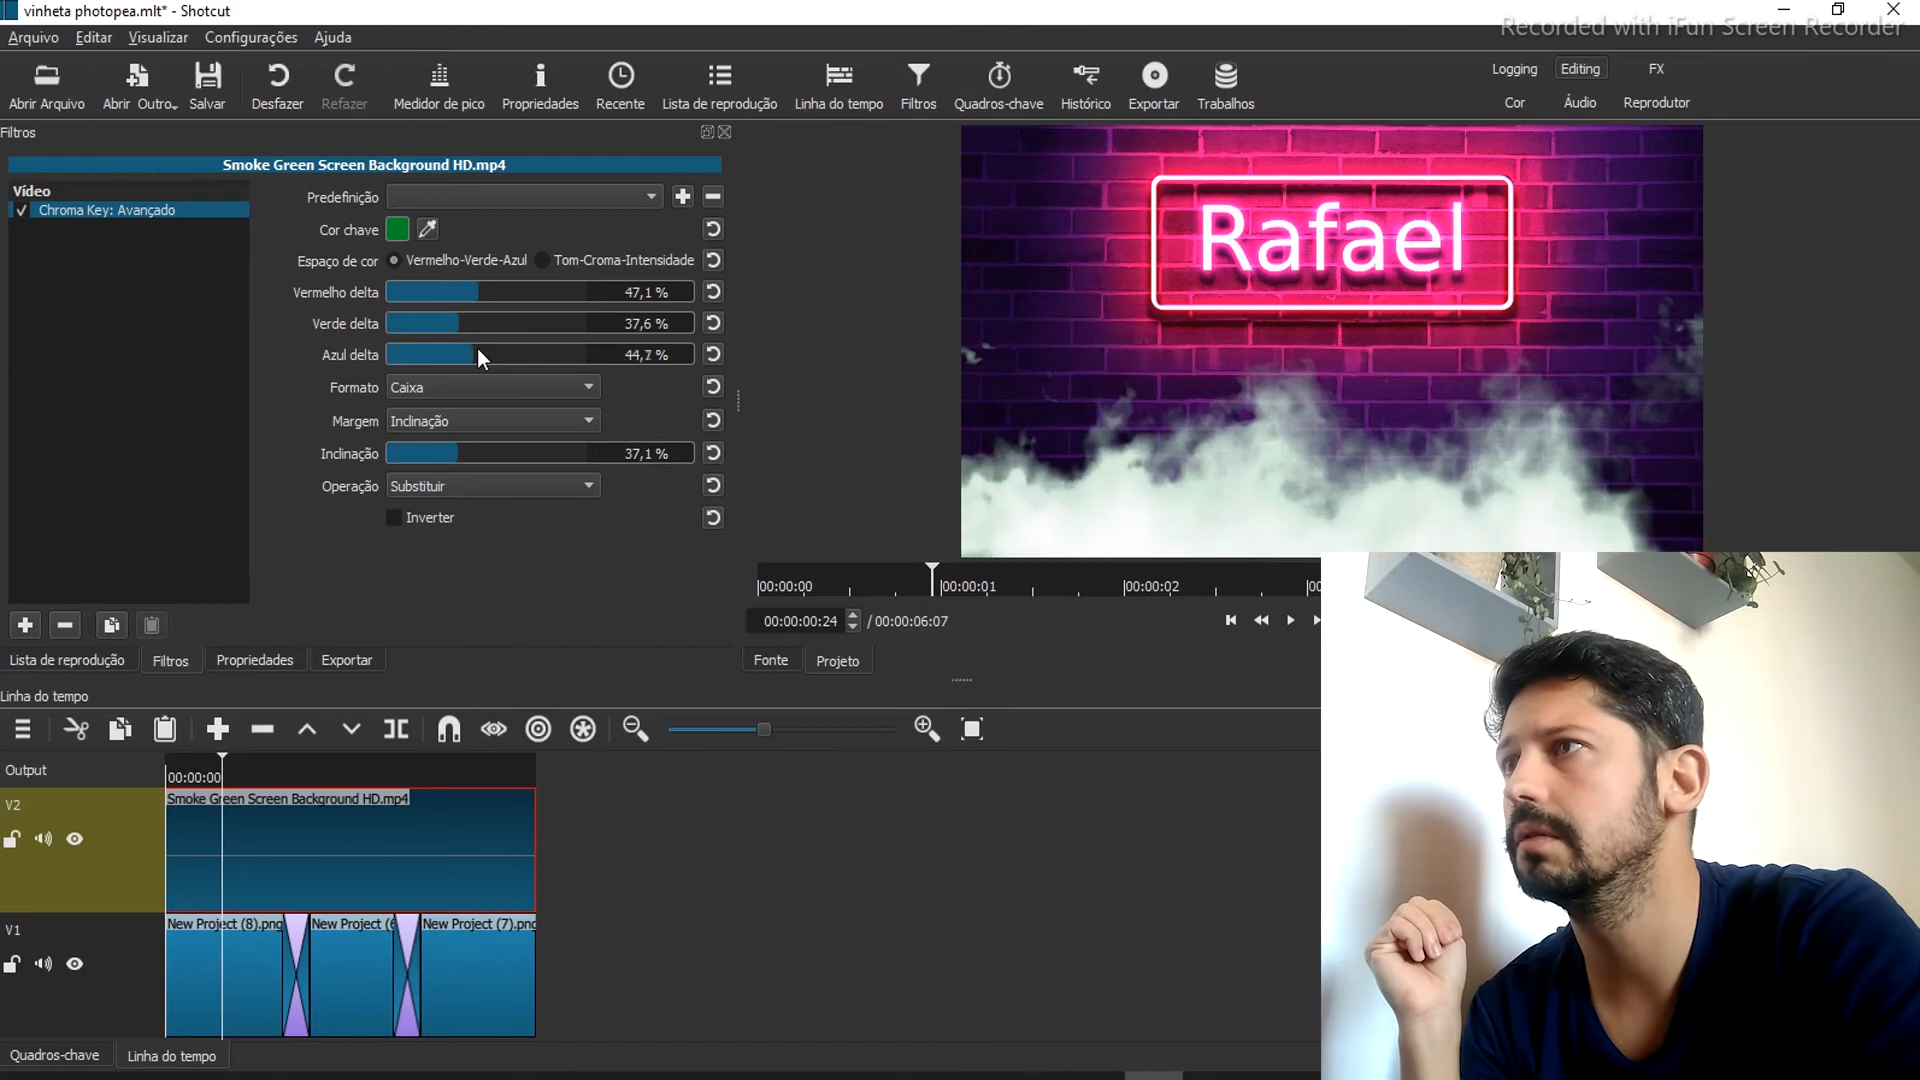 vinheta photopea.mlt* - Shotcut
Recorded with iFun Screen Recorder
Arquivo Editar Visualizar Configurações Ajuda
Abrir Arquivo Abrir Outro... Salvar Desfazer Refazer Medidor de pico Propriedades Recente Lista de reprodução Linha do tempo Filtros Quadros-chave Histórico Exportar Trabalhos
Logging Editing FX
Cor Áudio Reprodutor
Filtros
Smoke Green Screen Background HD.mp4
Vídeo
Chroma Key: Avançado
Predefinição
Cor chave
Espaço de cor Vermelho-Verde-Azul Tom-Croma-Intensidade
Vermelho delta 47,1 %
Verde delta 37,6 %
Azul delta 44,7 %
Formato Caixa
Margem Inclinação
Inclinação 37,1 %
Operação Substituir
Inverter
Rafael
00:00:00 00:00:01 00:00:02 00
00:00:00:24 / 00:00:06:07
Lista de reprodução Filtros Propriedades Exportar
Fonte Projeto
Linha do tempo
Output
00:00:00
V2
Smoke Green Screen Background HD.mp4
V1
New Project (8).png New Project (6 New Project (7).png
Quadros-chave Linha do tempo